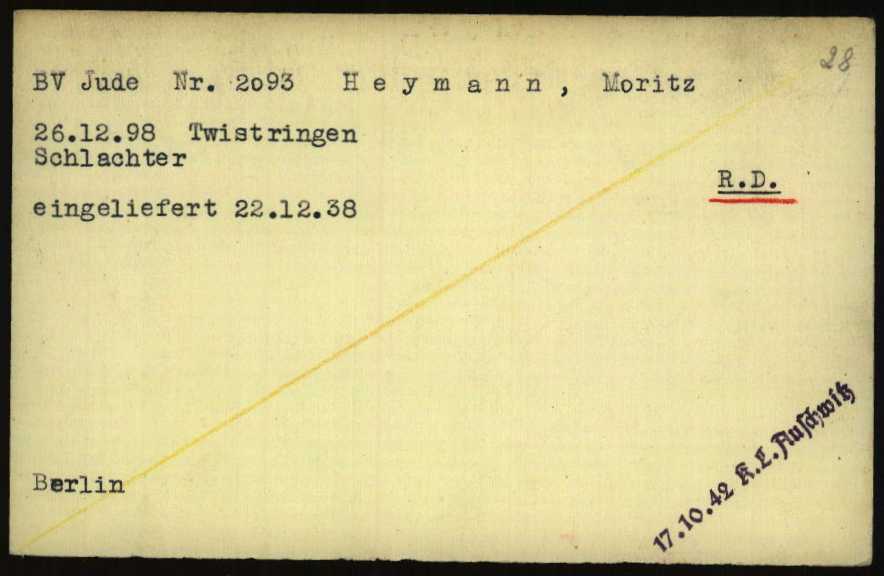 28
BV Jude Nr. 2o93 H e y m a n n , Moritz
26.12.98 Twistringen
Schlachter
R.D.
eingeliefert 22.12.38
Berlin
17.10.42 K.L. Auschwitz